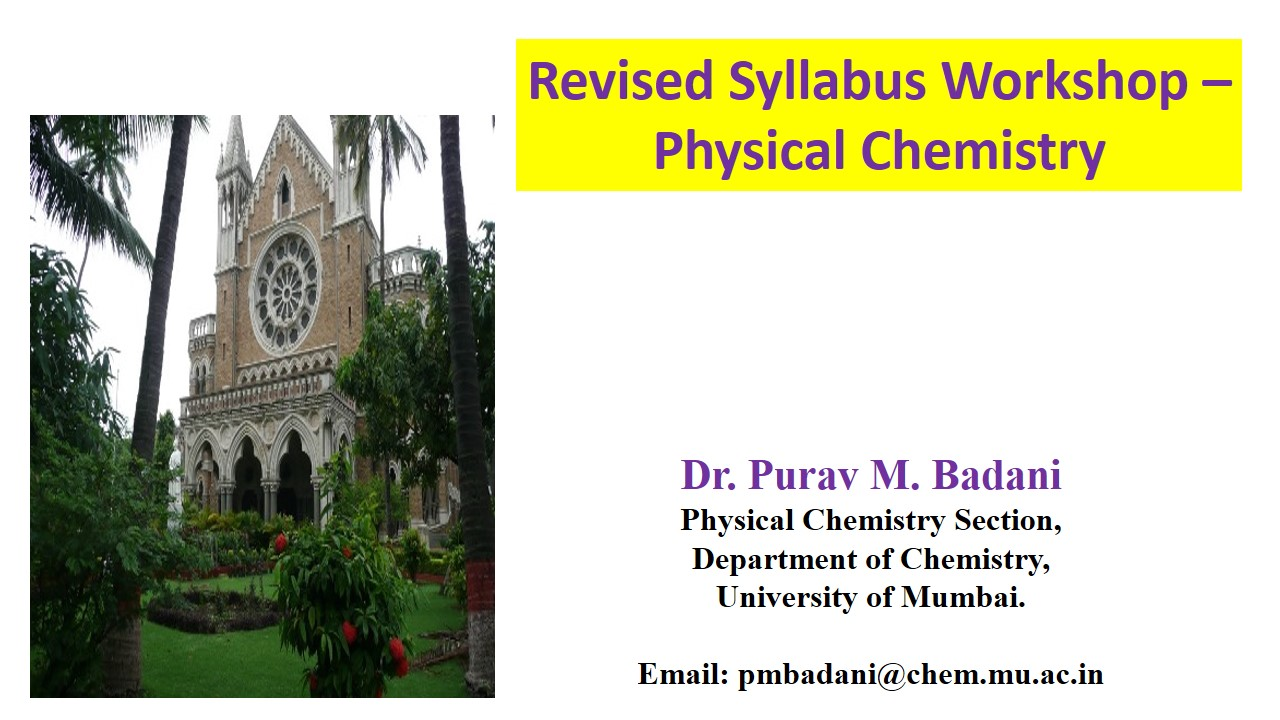 Revised Syllabus Workshop –
Physical Chemistry
Dr. Purav M. Badani
Physical Chemistry Section,
Department of Chemistry,
University of Mumbai.
Email: pmbadani@chem.mu.ac.in